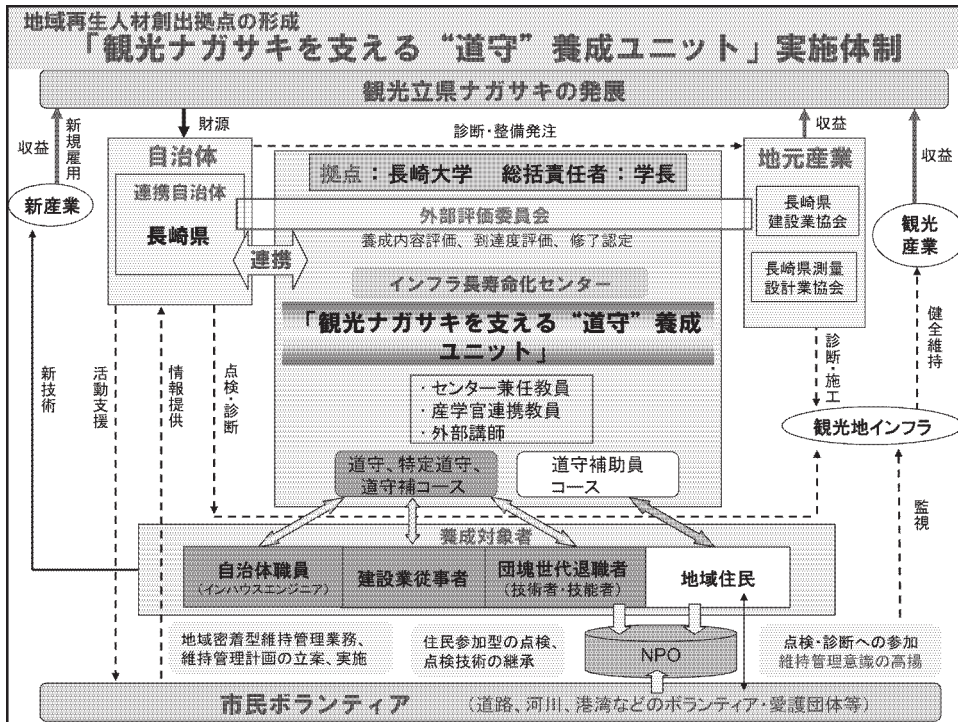 地域再生人材創出拠点の形成
「観光ナガサキを支える“道守”養成ユニット」実施体制
観光立県ナガサキの発展
収益
新規雇用
財源
診断・整備発注
収益
収益
自治体
連携自治体
長崎県
新産業
拠点：長崎大学　総括責任者：学長
地元産業
長崎県
建設業協会
長崎県測量
設計業協会
観光
産業
外部評価委員会
養成内容評価、到達度評価、修了認定
連携
インフラ長寿命化センター
「観光ナガサキを支える“道守”養成
ユニット」
・センター兼任教員
・産学官連携教員
・外部講師
新技術
活動支援
情報提供
点検・診断
診断・施工
健全維持
観光地インフラ
道守、特定道守、
道守補コース
道守補助員
コース
監視
養成対象者
自治体職員
（インハウスエンジニア）
建設業従事者
団塊世代退職者
（技術者・技能者）
地域住民
地域密着型維持管理業務、
維持管理計画の立案、実施
住民参加型の点検、
点検技術の継承
NPO
点検・診断への参加
維持管理意識の高揚
市民ボランティア　（道路、河川、港湾などのボランティア・愛護団体等）